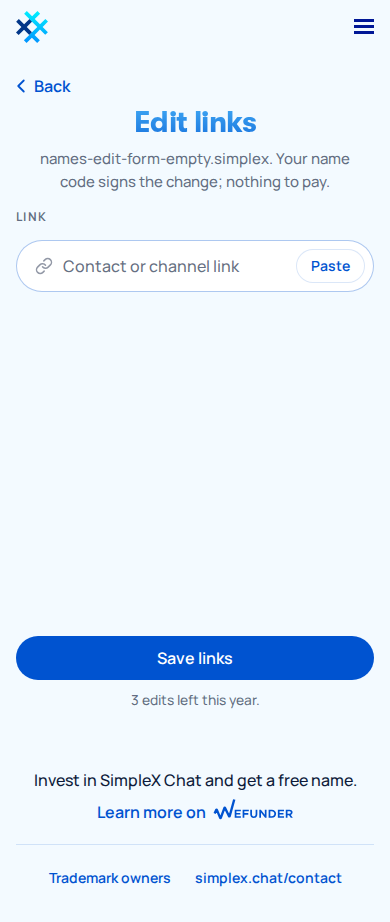 Back
Edit links
names-edit-form-empty.simplex. Your name
code signs the change; nothing to pay.
LINK
Contact or channel link
Paste
Save links
3 edits left this year.
Invest in SimpleX Chat and get a free name.
Learn more on WEFUNDER
Trademark owners
simplex.chat/contact